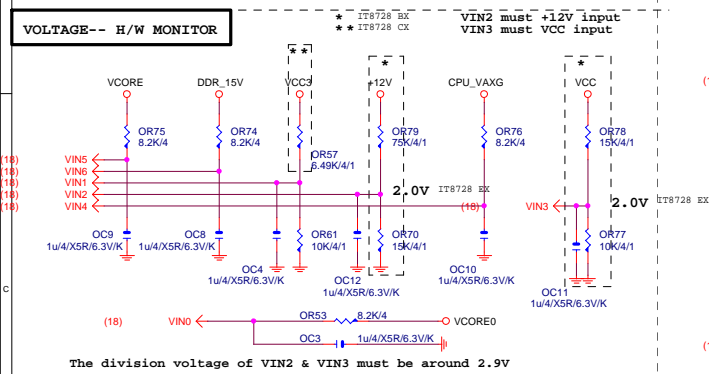 VOLTAGE-- H/W MONITOR
* IT8728 BX
** IT8728 CX
VIN2 must +12V input
VIN3 must VCC input
**
*
*
VCORE
DDR_15V
VCC3
+12V
CPU_VAXG
VCC
OR75
8.2K/4
OR74
8.2K/4
OR57
6.49K/4/1
OR79
75K/4/1
OR76
8.2K/4
OR78
15K/4/1
(18) VIN5
(18) VIN6
(18) VIN1
(18) VIN2
(18) VIN4
2.0V IT8728 EX
(18) VIN3
2.0V IT8728 EX
OC9
1u/4/X5R/6.3V/K
OC8
1u/4/X5R/6.3V/K
OC4
1u/4/X5R/6.3V/K
OR61
10K/4/1
OC12
1u/4/X5R/6.3V/K
OR70
15K/4/1
OC10
1u/4/X5R/6.3V/K
OC11
1u/4/X5R/6.3V/K
OR77
10K/4/1
C
(18) VIN0
OR53 8.2K/4
VCORE0
OC3 1u/4/X5R/6.3V/K
The division voltage of VIN2 & VIN3 must be around 2.9V